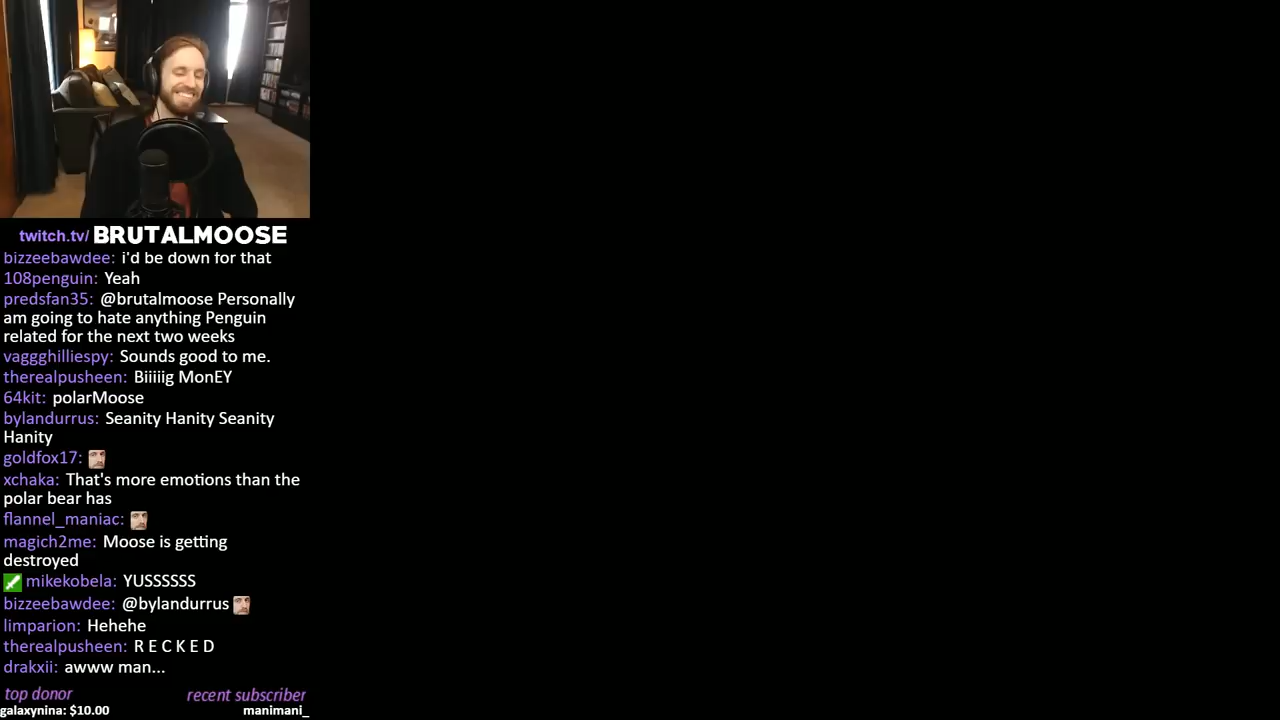 twitch.tv/ BRUTALMOOSE
bizzeebawdee: i'd be down for that
108penguin: Yeah
predsfan35: @brutalmoose Personally
am going to hate anything Penguin
related for the next two weeks
vaggghilliespy: Sounds good to me.
therealpusheen: Biiiiig MonEY
64kit: polarMoose
bylandurrus: Seanity Hanity Seanity
Hanity
goldfox17:
xchaka: That's more emotions than the
polar bear has
flannel_maniac:
magich2me: Moose is getting
destroyed
mikekobela: YUSSSSSS
bizzeebawdee: @bylandurrus
limparion: Hehehe
therealpusheen: R E C K E D
drakxii: awww man...
top donor recent subscriber
galaxynina: $10.00 manimani_